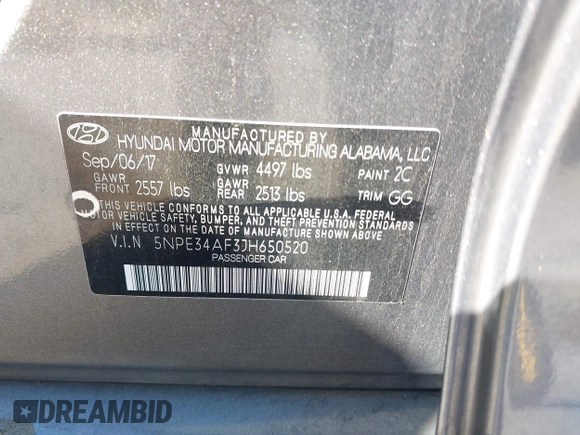 MANUFACTURED BY
HYUNDAI MOTOR MANUFACTURING ALABAMA, LLC
Sep/06/17 GVWR 4497 lbs PAINT 2C
GAWR FRONT 2557 lbs GAWR REAR 2513 lbs TRIM GG
THIS VEHICLE CONFORMS TO ALL APPLICABLE U.S.A. FEDERAL
MOTOR VEHICLE SAFETY, BUMPER, AND THEFT PREVENTION STANDARDS
IN EFFECT ON THE DATE OF MANUFACTURE SHOWN ABOVE.
V.I.N 5NPE34AF3JH650520
PASSENGER CAR
DREAMBID